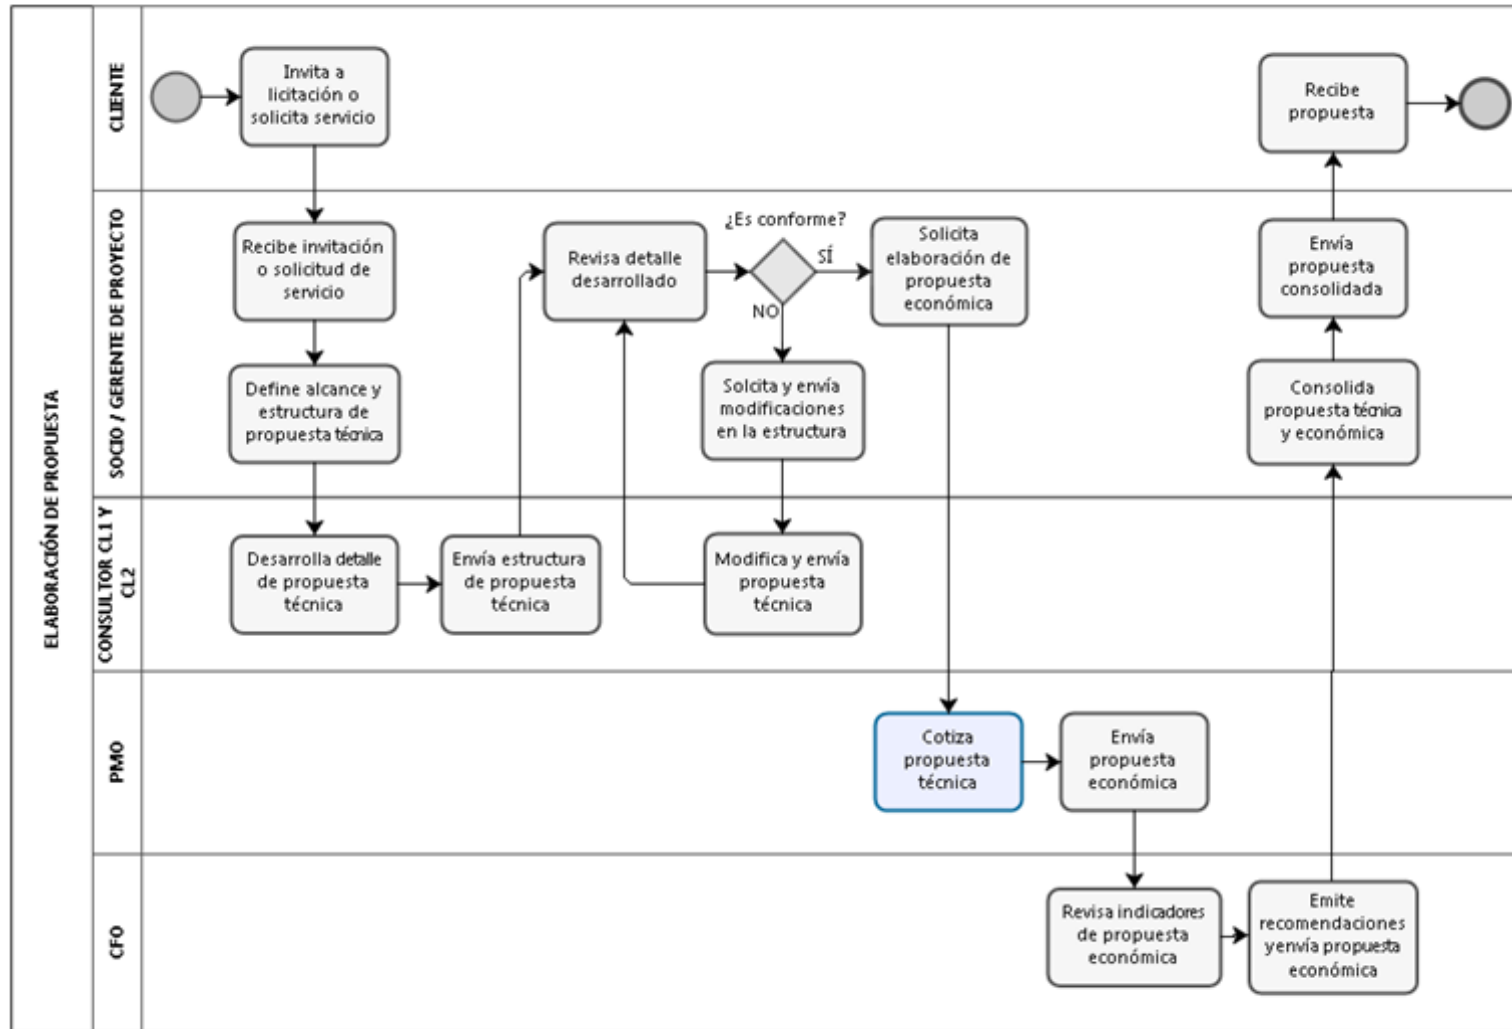 ELABORACIÓN DE PROPUESTA
CLIENTE
Invita a
licitación o
solicita servicio
Recibe
propuesta
SOCIO / GERENTE DE PROYECTO
Recibe invitación
o solicitud de
servicio
Define alcance y
estructura de
propuesta técnica
Revisa detalle
desarrollado
¿Es conforme?
SÍ
NO
Solicita
elaboración de
propuesta
económica
Solcita y envía
modificaciones
en la estructura
Envía
propuesta
consolidada
Consolida
propuesta técnica
y económica
CONSULTOR CL1 Y
CL2
Desarrolla detalle
de propuesta
técnica
Envía estructura
de propuesta
técnica
Modifica y envía
propuesta
técnica
PMO
Cotiza
propuesta
técnica
Envía
propuesta
económica
CFO
Revisa indicadores
de propuesta
económica
Emite
recomendaciones
y envía propuesta
económica